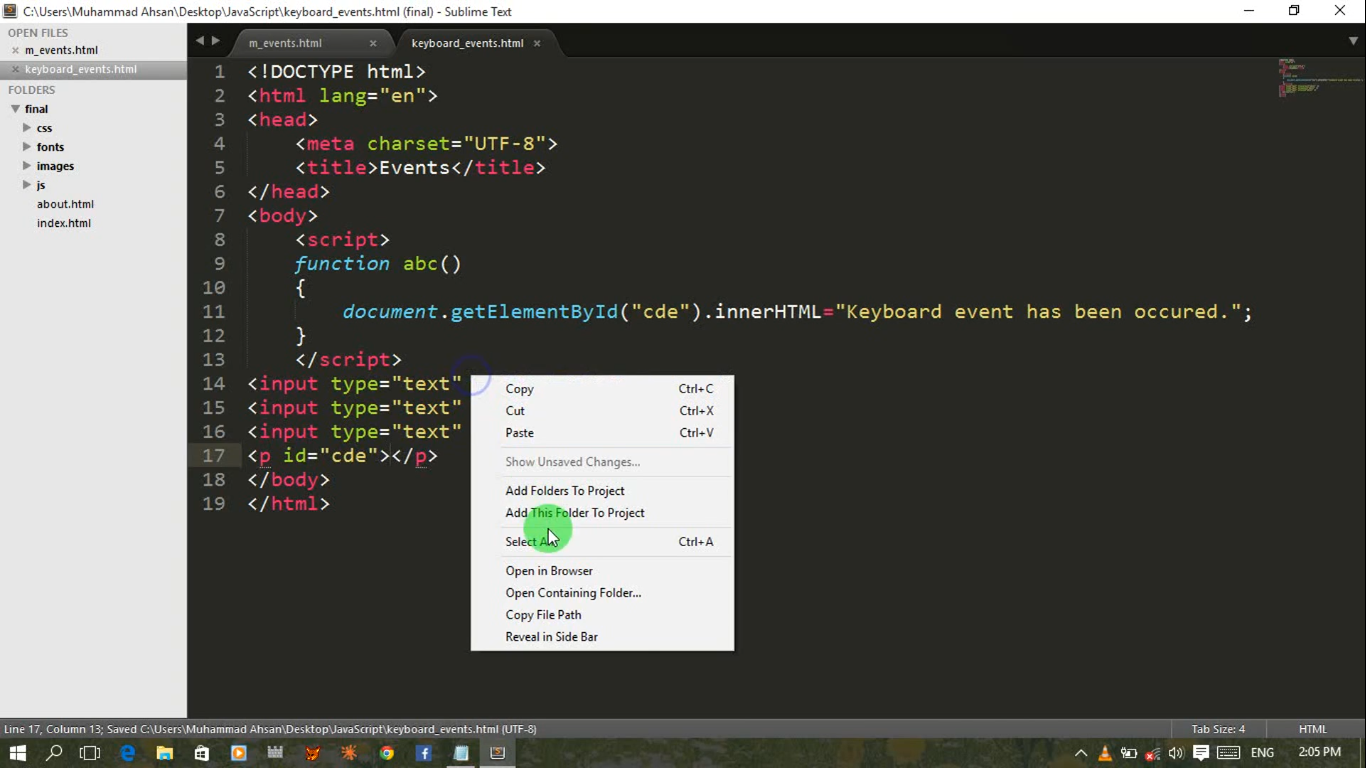 C:\Users\Muhammad Ahsan\Desktop\JavaScript\keyboard_events.html (final) - Sublime Text
OPEN FILES
m_events.html
keyboard_events.html
FOLDERS
final
css
fonts
images
js
about.html
index.html
m_events.html
keyboard_events.html
1 <!DOCTYPE html>
2 <html lang="en">
3 <head>
4 <meta charset="UTF-8">
5 <title>Events</title>
6 </head>
7 <body>
8 <script>
9 function abc()
10 {
11 document.getElementById("cde").innerHTML="Keyboard event has been occured.";
12 }
13 </script>
14 <input type="text"
15 <input type="text"
16 <input type="text"
17 <p id="cde"></p>
18 </body>
19 </html>
Copy Ctrl+C
Cut Ctrl+X
Paste Ctrl+V
Show Unsaved Changes...
Add Folders To Project
Add This Folder To Project
Select All Ctrl+A
Open in Browser
Open Containing Folder...
Copy File Path
Reveal in Side Bar
Line 17, Column 13; Saved C:\Users\Muhammad Ahsan\Desktop\JavaScript\keyboard_events.html (UTF-8)
Tab Size: 4
HTML
ENG
2:05 PM